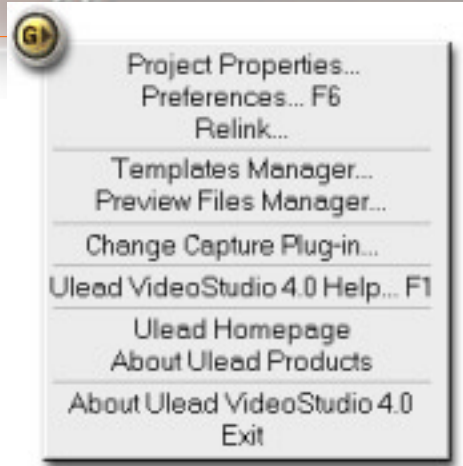 G
Project Properties...
Preferences... F6
Relink...
Templates Manager...
Preview Files Manager...
Change Capture Plug-in...
Ulead VideoStudio 4.0 Help... F1
Ulead Homepage
About Ulead Products
About Ulead VideoStudio 4.0
Exit